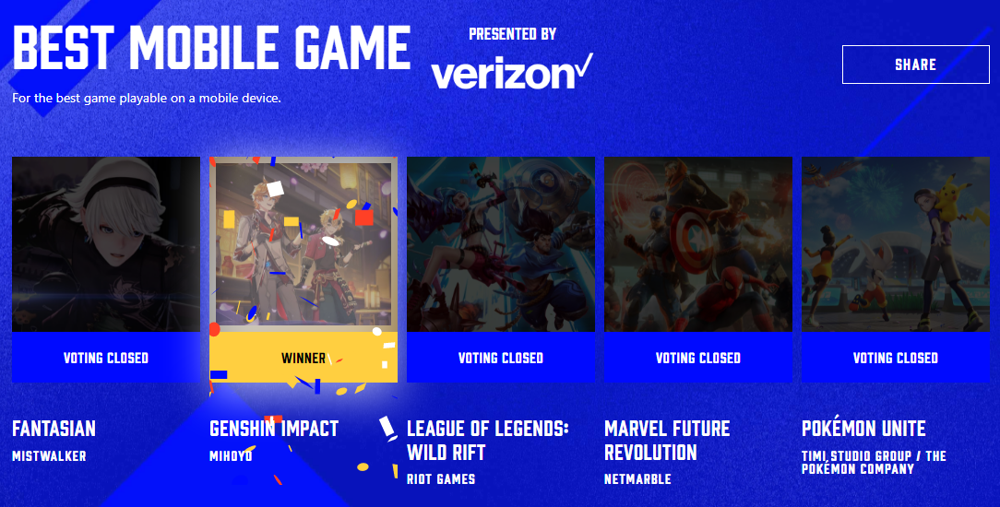 BEST MOBILE GAME
For the best game playable on a mobile device.
PRESENTED BY
verizon✓
SHARE
VOTING CLOSED
WINNER
VOTING CLOSED
VOTING CLOSED
VOTING CLOSED
FANTASIAN
MISTWALKER
GENSHIN IMPACT
MIHOYO
LEAGUE OF LEGENDS:
WILD RIFT
RIOT GAMES
MARVEL FUTURE
REVOLUTION
NETMARBLE
POKÉMON UNITE
TIMI STUDIO GROUP / THE
POKÉMON COMPANY